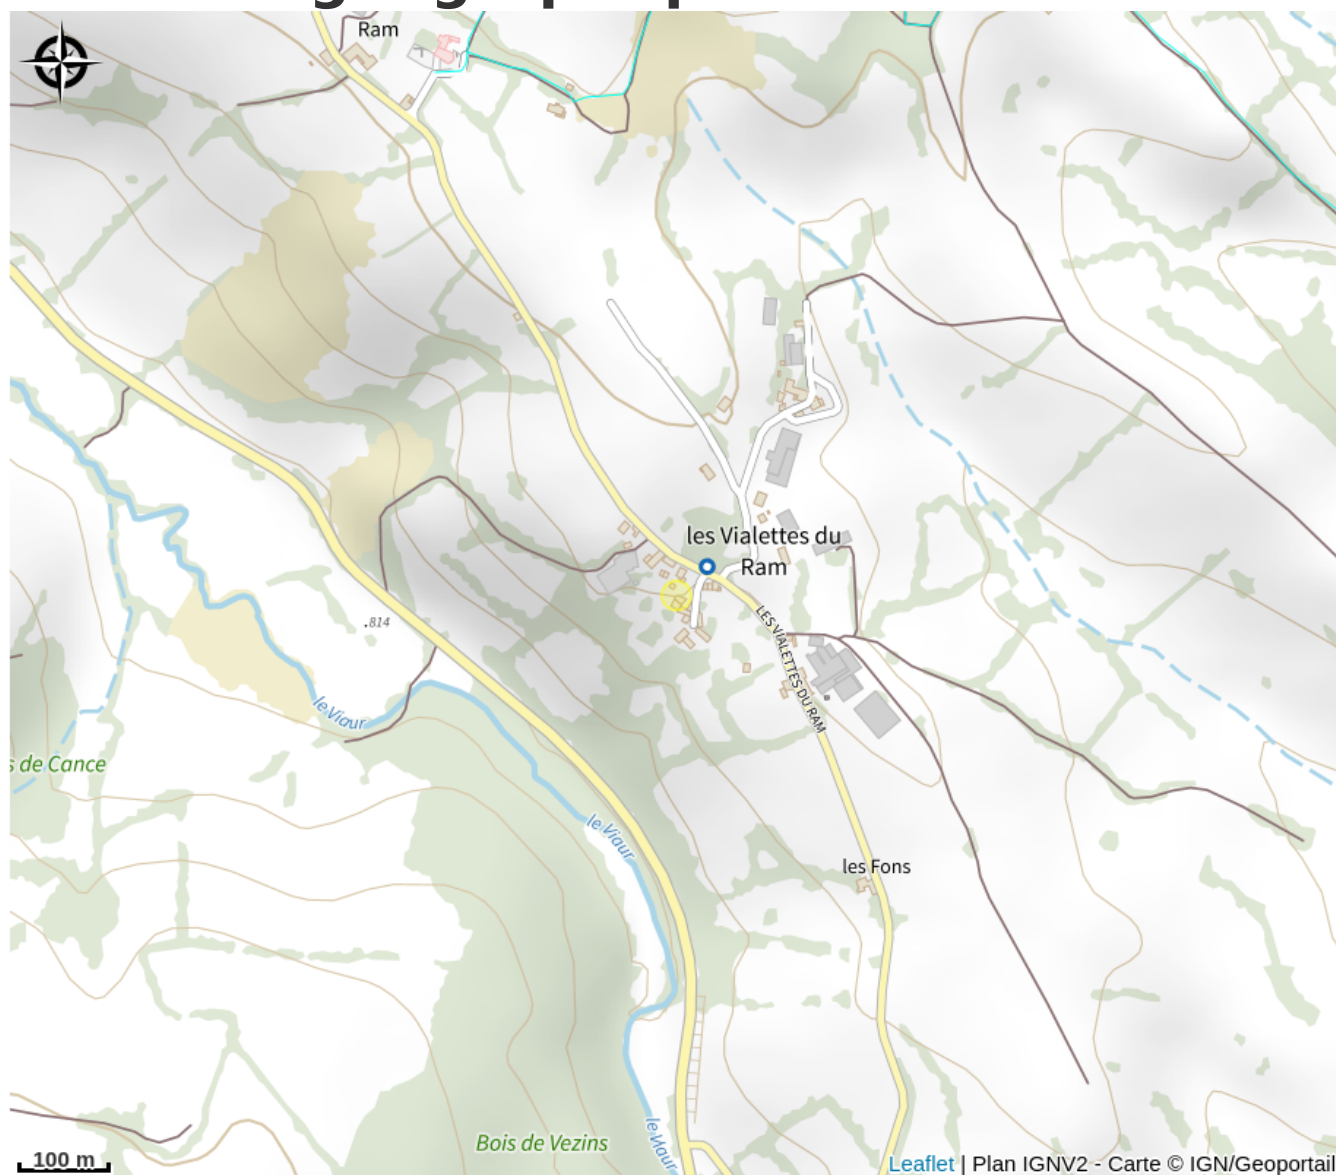 Ram
les Vialettes du
Ram
LES VIALETTES DU RAM
.814
le Viaur
s de Cance
le Viaur
les Fons
Bois de Vezins
le Viaur
100 m
Leaflet | Plan IGNV2 - Carte © IGN/Geoportail